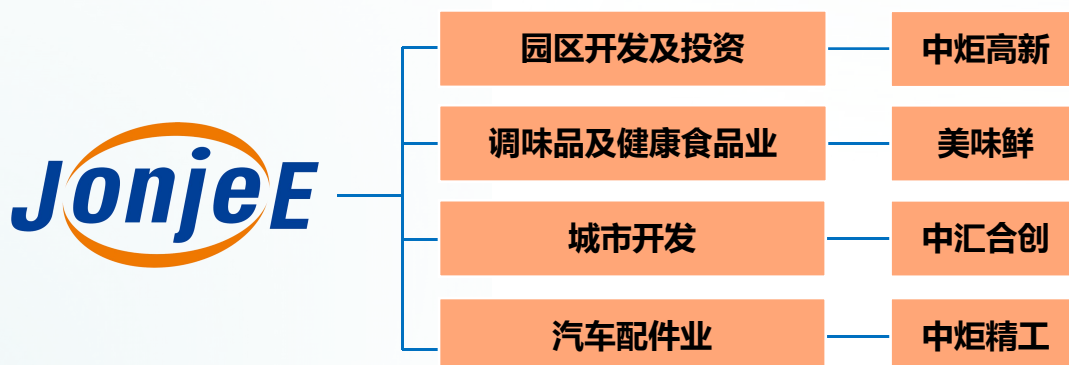 JonjeE
园区开发及投资
中炬高新
调味品及健康食品业
美味鲜
城市开发
中汇合创
汽车配件业
中炬精工